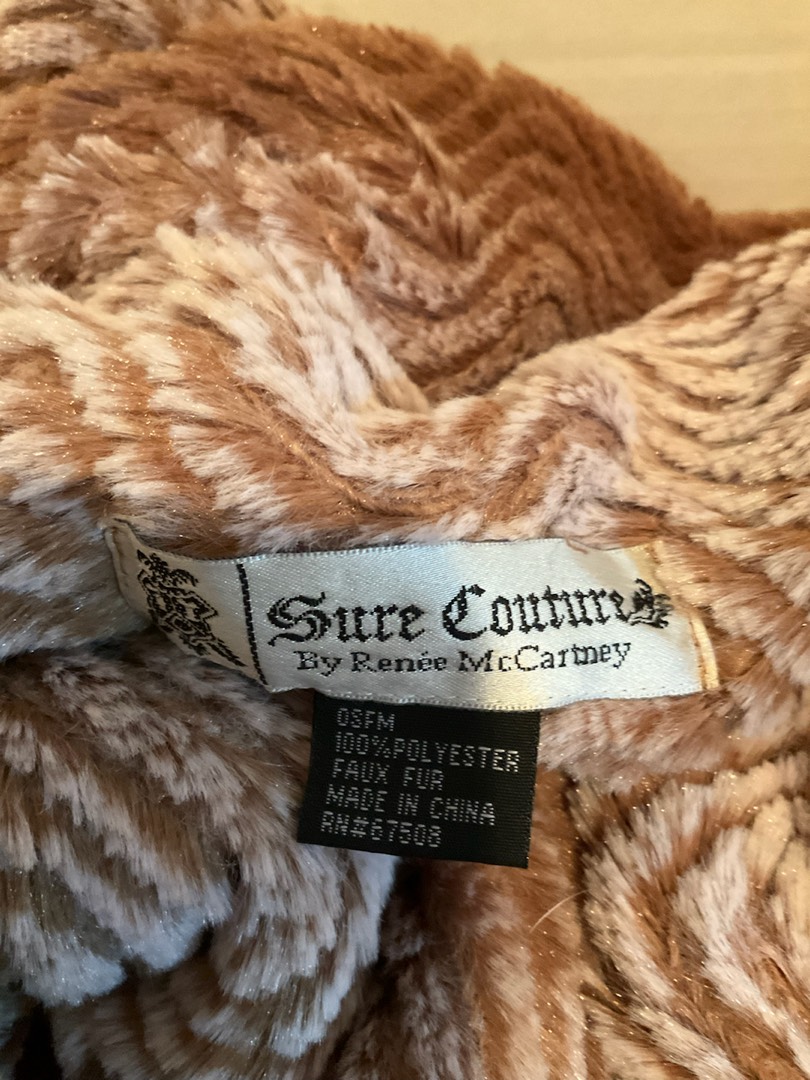 Sure Couture
By Renée McCartney
OSFM
100%POLYESTER
FAUX FUR
MADE IN CHINA
RN#67508